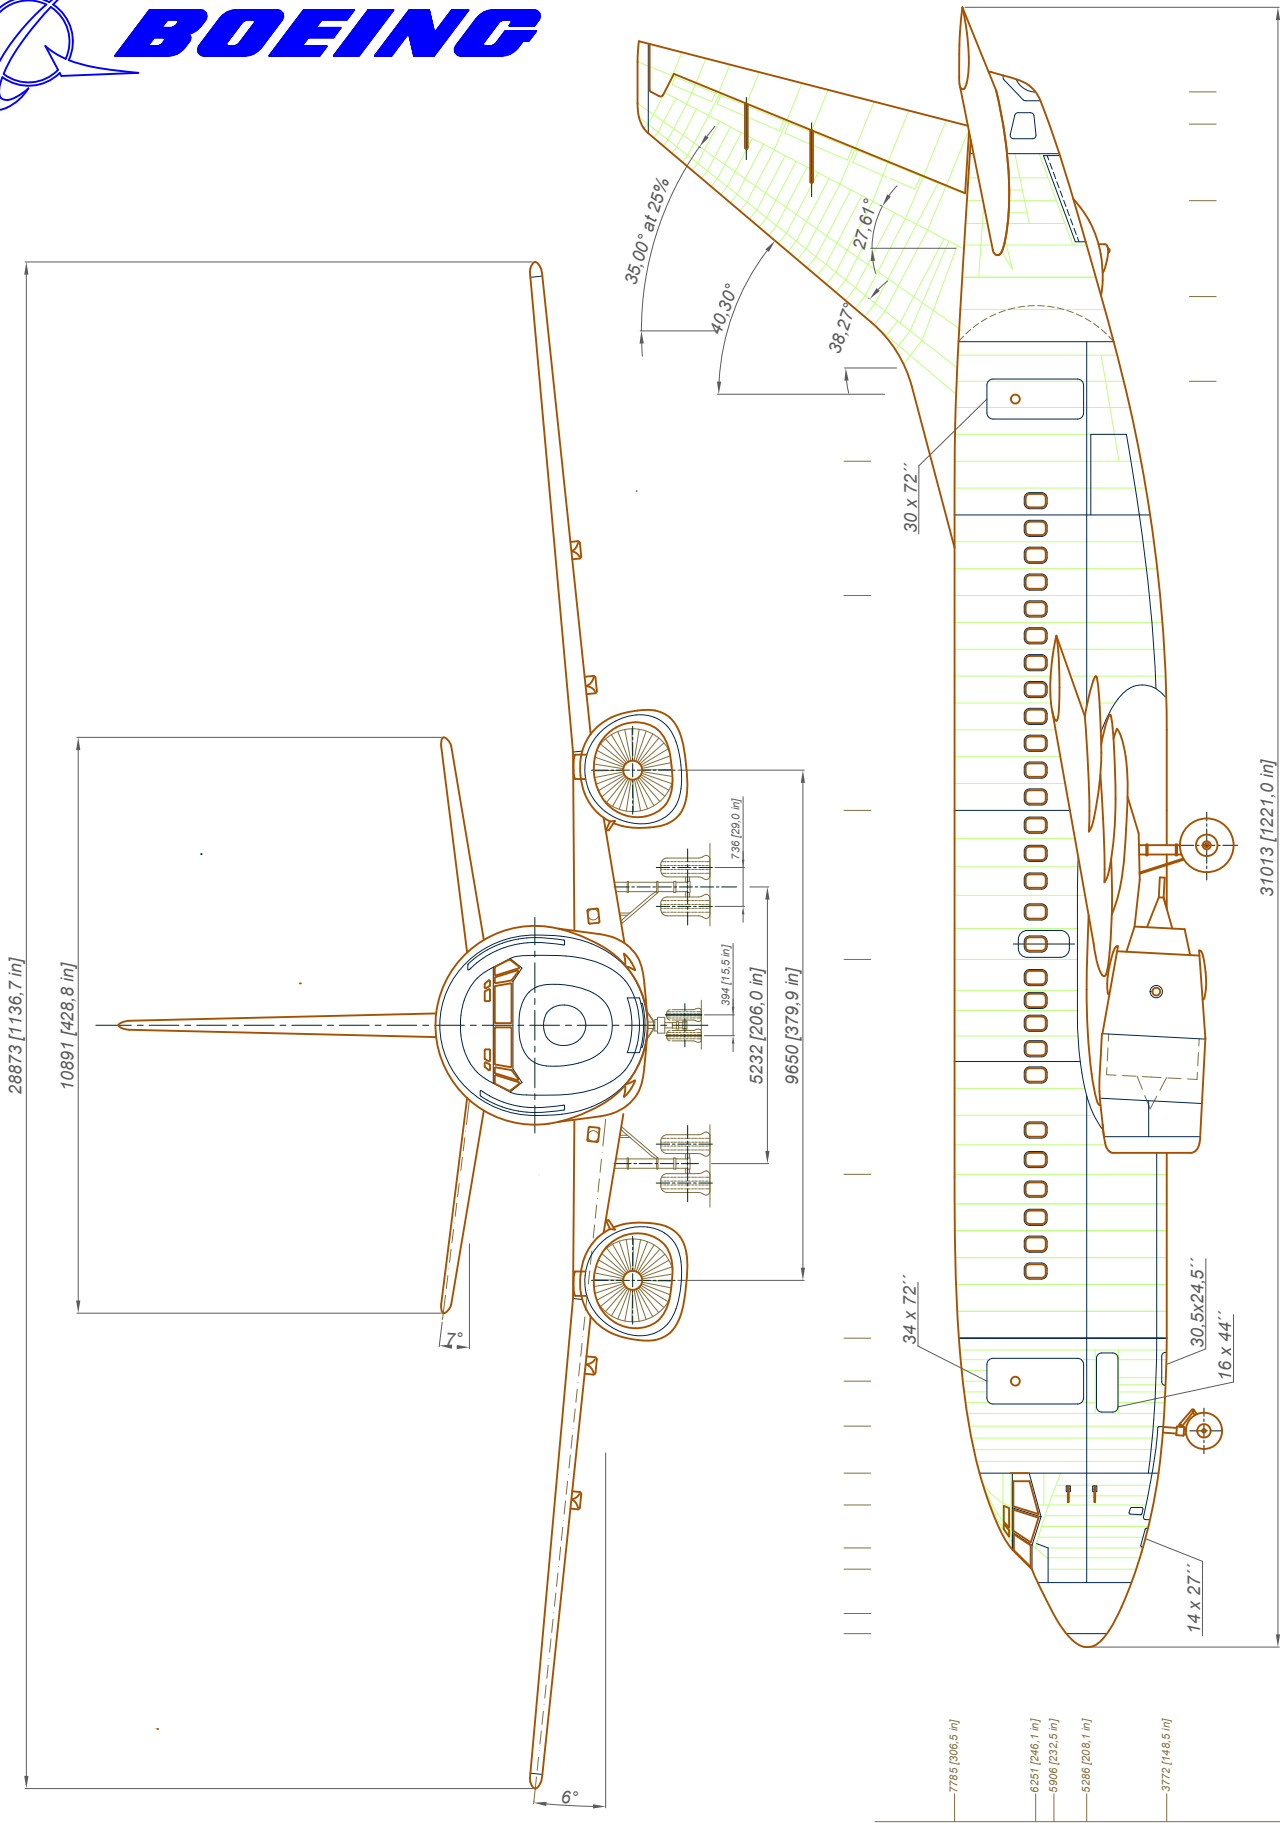 BOEING
35,00° at 25%
40,30°
27,61°
38,27°
30 x 72´´
28873 [1136,7 in]
10891 [428,8 in]
736 [29,0 in]
394 [15,5 in]
5232 [206,0 in]
9650 [379,9 in]
31013 [1221,0 in]
7°
6°
34 x 72´´
30,5x24,5´´
16 x 44´´
14 x 27´´
7785 [306,5 in]
6251 [246,1 in]
5906 [232,5 in]
5286 [208,1 in]
3772 [148,5 in]